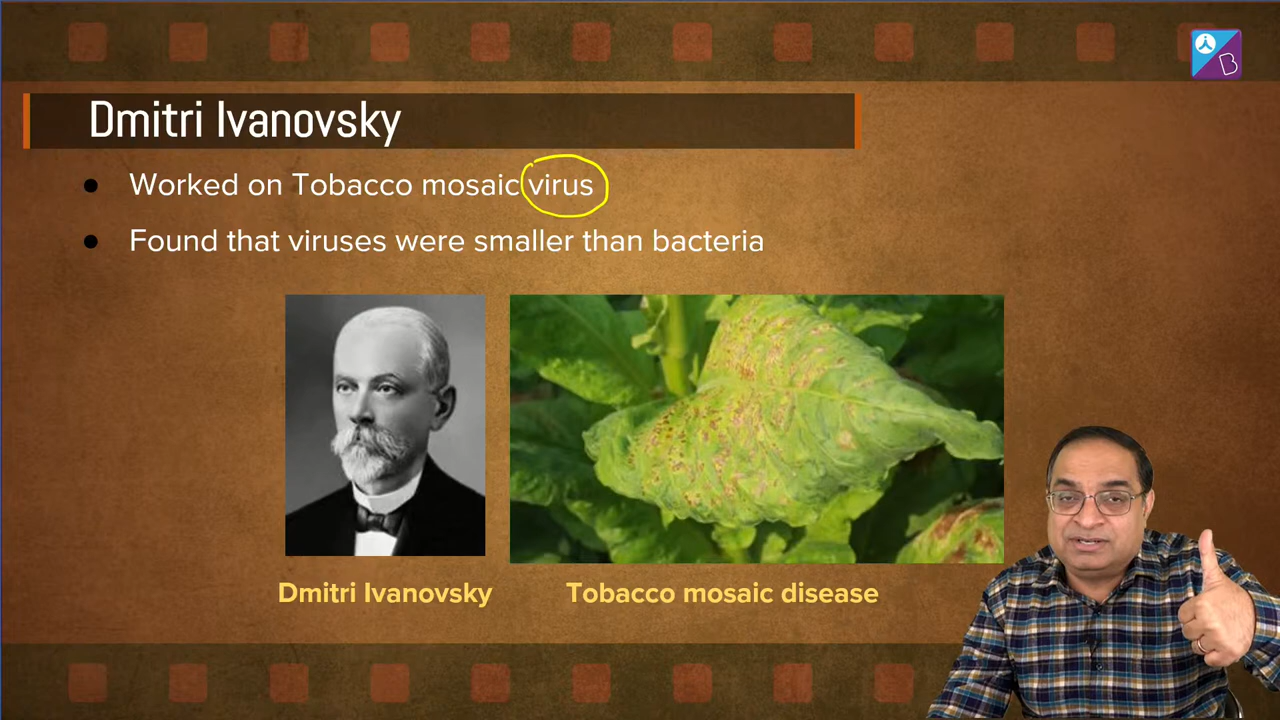 Dmitri Ivanovsky
● Worked on Tobacco mosaic virus
● Found that viruses were smaller than bacteria
Dmitri Ivanovsky
Tobacco mosaic disease
B